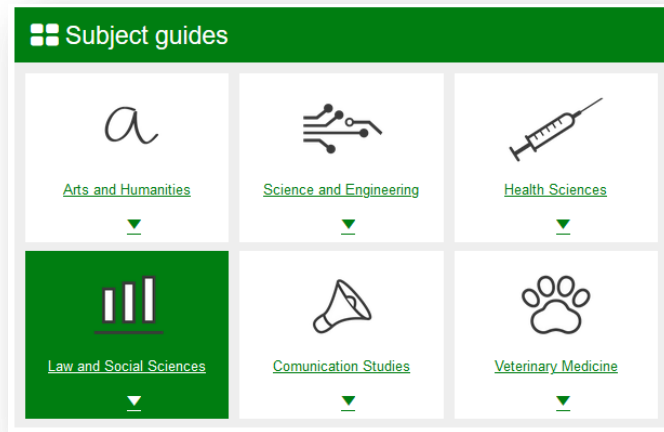 Subject guides
Arts and Humanities
Science and Engineering
Health Sciences
Law and Social Sciences
Comunication Studies
Veterinary Medicine